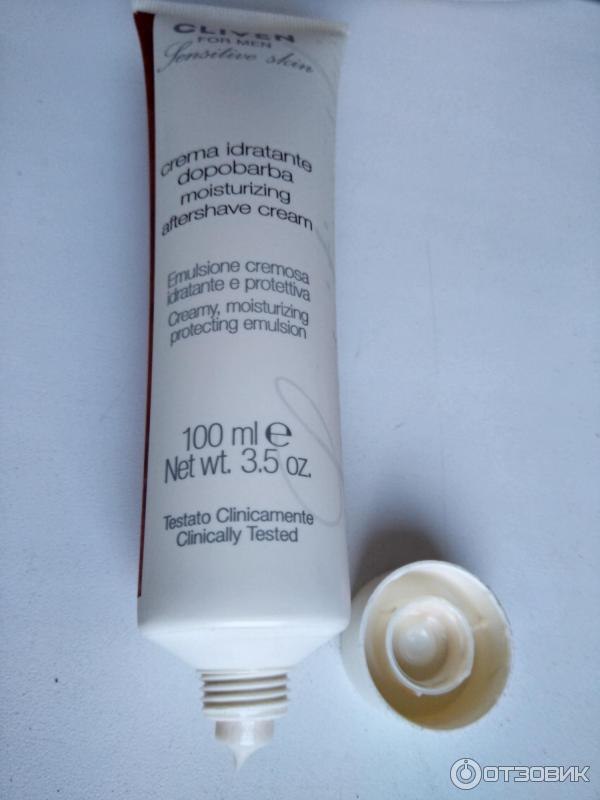 CLIVEN
FOR MEN
Sensitive skin
crema idratante
dopobarba
moisturizing
aftershave cream
Emulsione cremosa
idratante e protettiva
Creamy, moisturizing
protecting emulsion
100 ml ℮
Net wt. 3.5 oz.
Testato Clinicamente
Clinically Tested
ОТЗОВИК